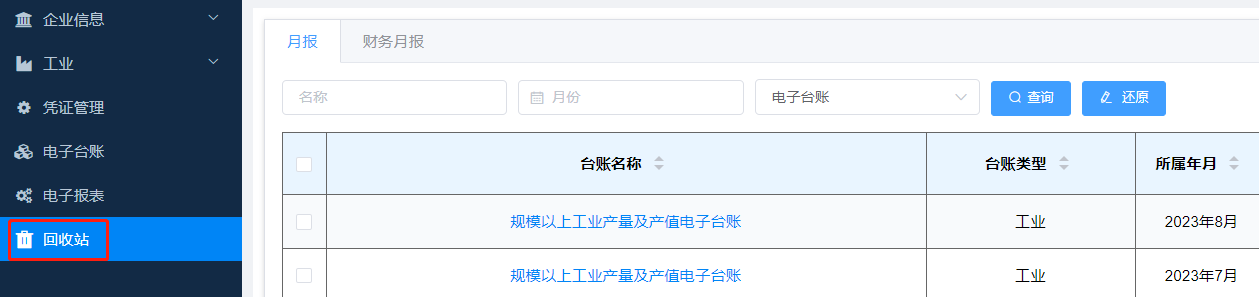 企业信息
工业
凭证管理
电子台账
电子报表
回收站
月报 财务月报
名称 月份 电子台账 查询 还原
台账名称 台账类型 所属年月
规模以上工业产量及产值电子台账 工业 2023年8月
规模以上工业产量及产值电子台账 工业 2023年7月